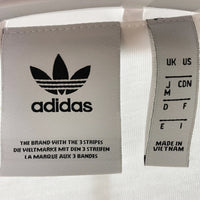 adidas
THE BRAND WITH THE 3 STRIPES
DIE WELTMARKE MIT DEN 3 STREIFEN
LA MARQUE AUX 3 BANDES
UK US
J CDN
M
D F
E I
MADE IN
VIETNAM